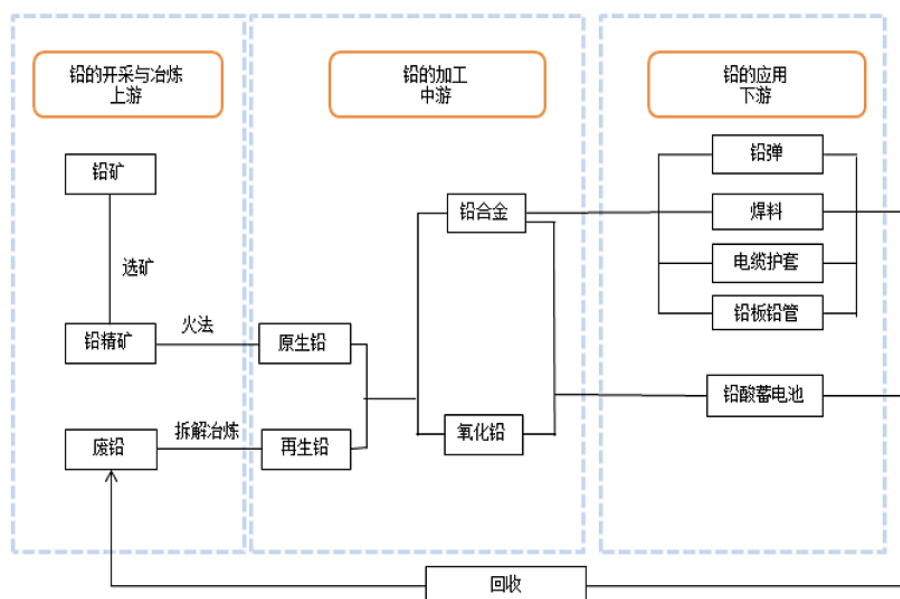 铅的开采与冶炼
上游
铅的加工
中游
铅的应用
下游
铅矿
选矿
铅精矿
火法
原生铅
废铅
拆解冶炼
再生铅
铅合金
氧化铅
铅弹
焊料
电缆护套
铅板铅管
铅酸蓄电池
回收